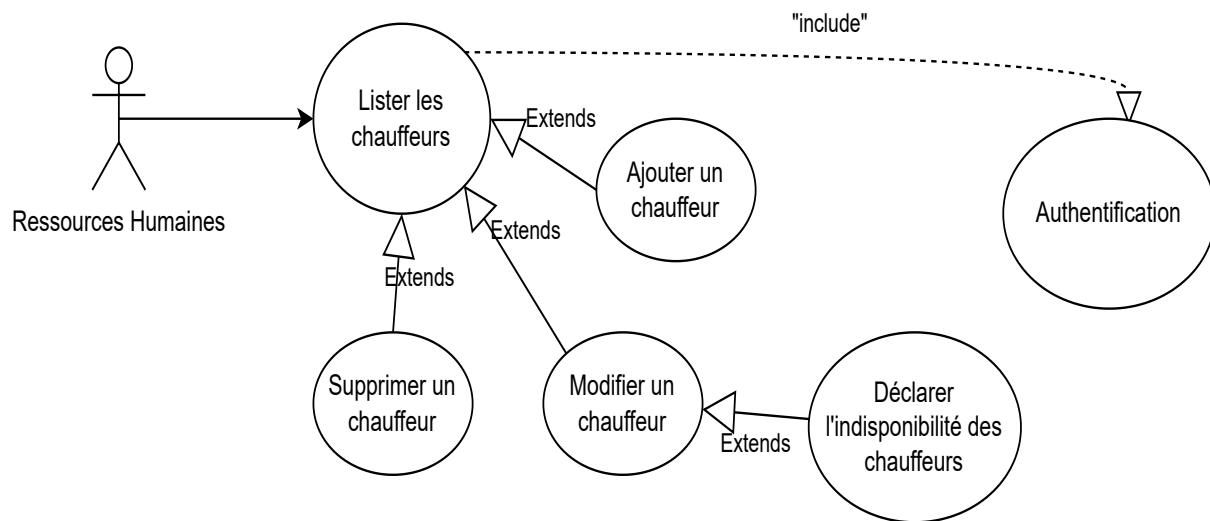 "include"
Lister les
chauffeurs
Extends
Ajouter un
chauffeur
Authentification
Ressources Humaines
Extends
Extends
Supprimer un
chauffeur
Modifier un
chauffeur
Extends
Déclarer
l'indisponibilité des
chauffeurs